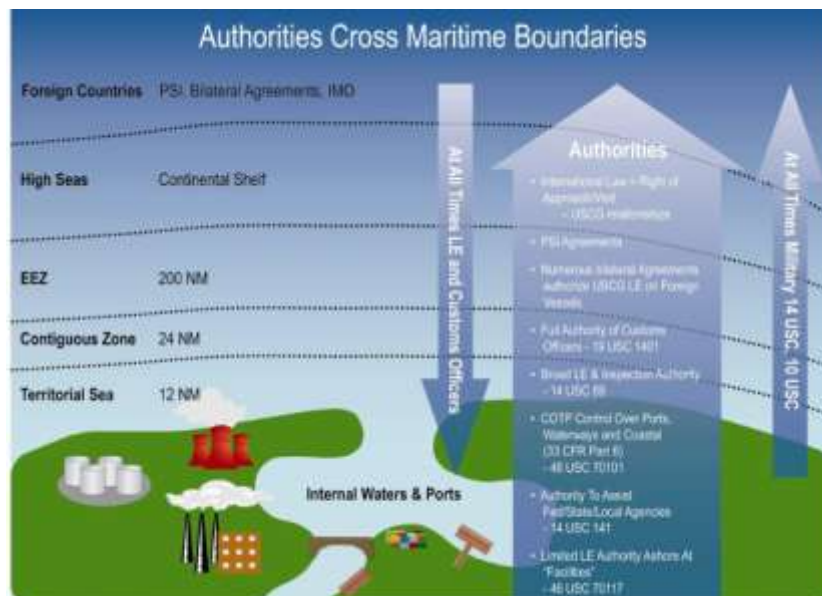 Authorities Cross Maritime Boundaries
Foreign Countries PSI, Bilateral Agreements, IMO
High Seas Continental Shelf
EEZ 200 NM
Contiguous Zone 24 NM
Territorial Sea 12 NM
Internal Waters & Ports
At All Times LE and Customs Officers
Authorities
• International Law – Right of
Approach/Visit
– USCG
• PSI Agreements
• Numerous bilateral Agreements
authorize USCG LE on Foreign
Vessels
• Full Authority of Customs
Officers - 19 USC 1401
• Broad LE & Inspection Authority
- 14 USC 89
• COTP Control Over Ports,
Waterways and Coastal
(33 CFR Part 6)
- 46 USC 70101
• Authority To Assist
Fed/State/Local Agencies
- 14 USC 141
• Limited LE Authority Ashore At
"Facilities"
- 46 USC 70117
At All Times Military 14 USC, 10 USC